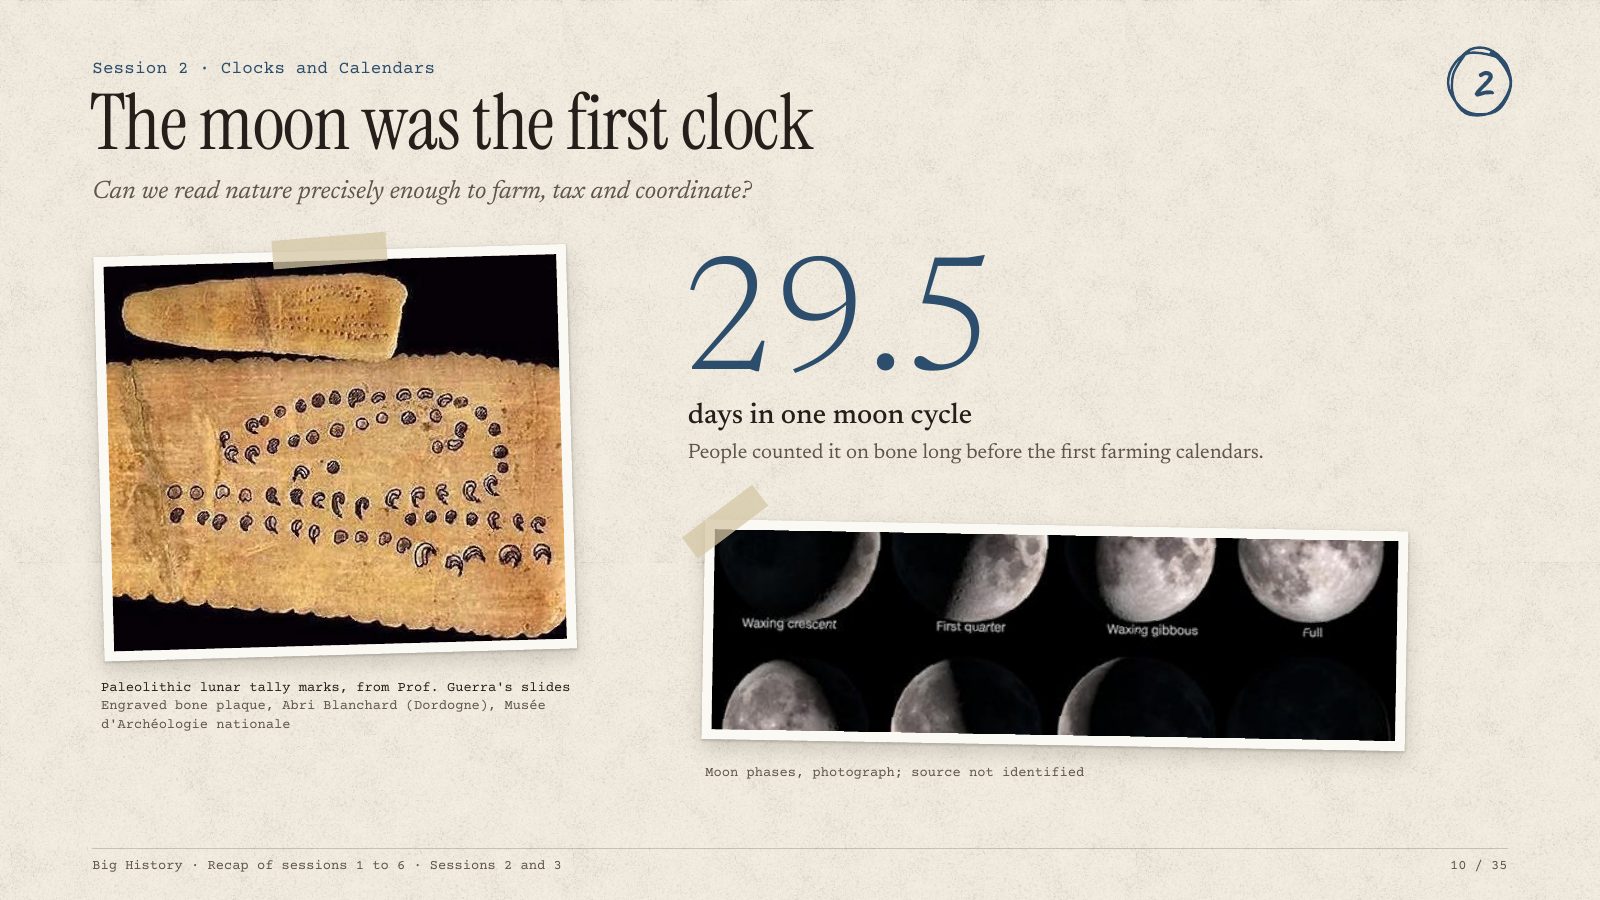 Session 2 · Clocks and Calendars
2
The moon was the first clock
Can we read nature precisely enough to farm, tax and coordinate?
29.5
days in one moon cycle
People counted it on bone long before the first farming calendars.
Waxing crescent
First quarter
Waxing gibbous
Full
Paleolithic lunar tally marks, from Prof. Guerra's slides
Engraved bone plaque, Abri Blanchard (Dordogne), Musée
d'Archéologie nationale
Moon phases, photograph; source not identified
Big History · Recap of sessions 1 to 6 · Sessions 2 and 3
10 / 35